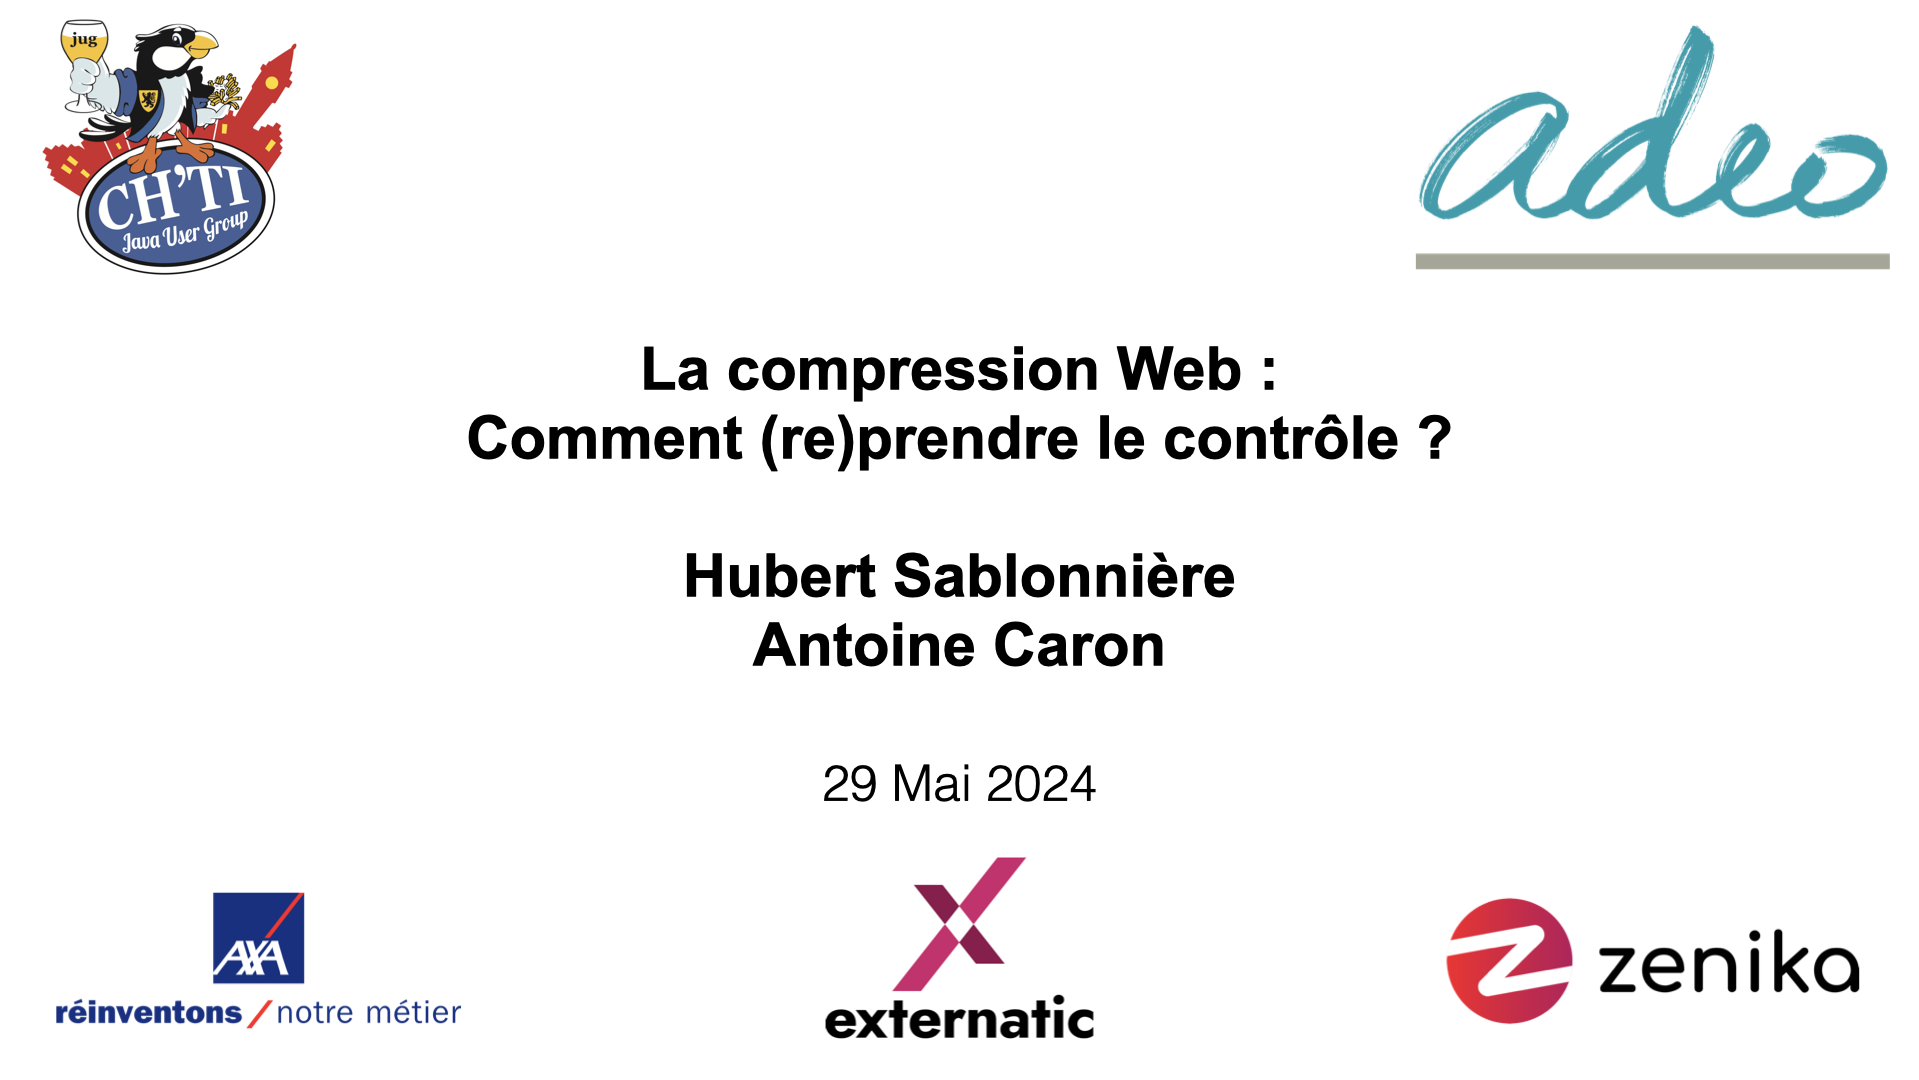 jug
CH'TI
Java User Group
adeo
La compression Web :
Comment (re)prendre le contrôle ?
Hubert Sablonnière
Antoine Caron
29 Mai 2024
AXA
réinventons / notre métier
externatic
zenika